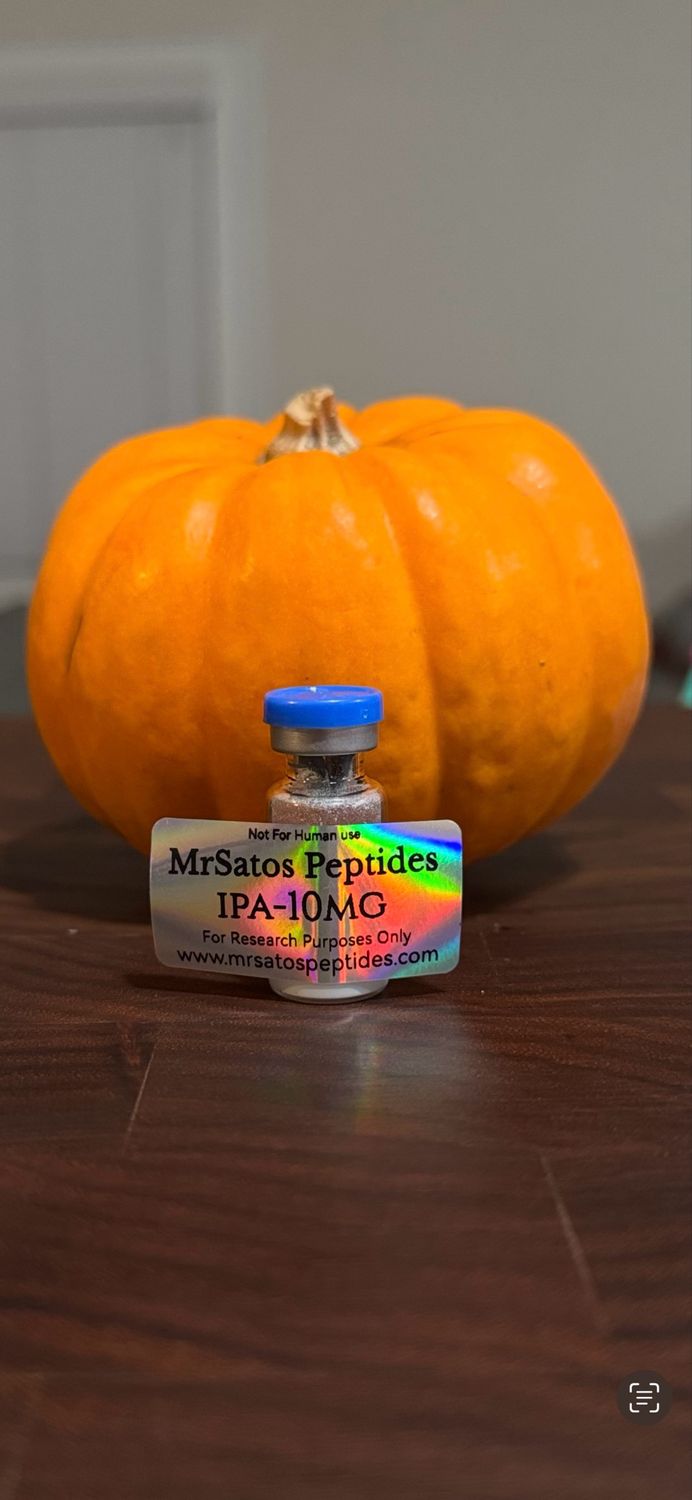 Not For Human use
MrSatos Peptides
IPA-10MG
For Research Purposes Only
www.mrsatospeptides.com